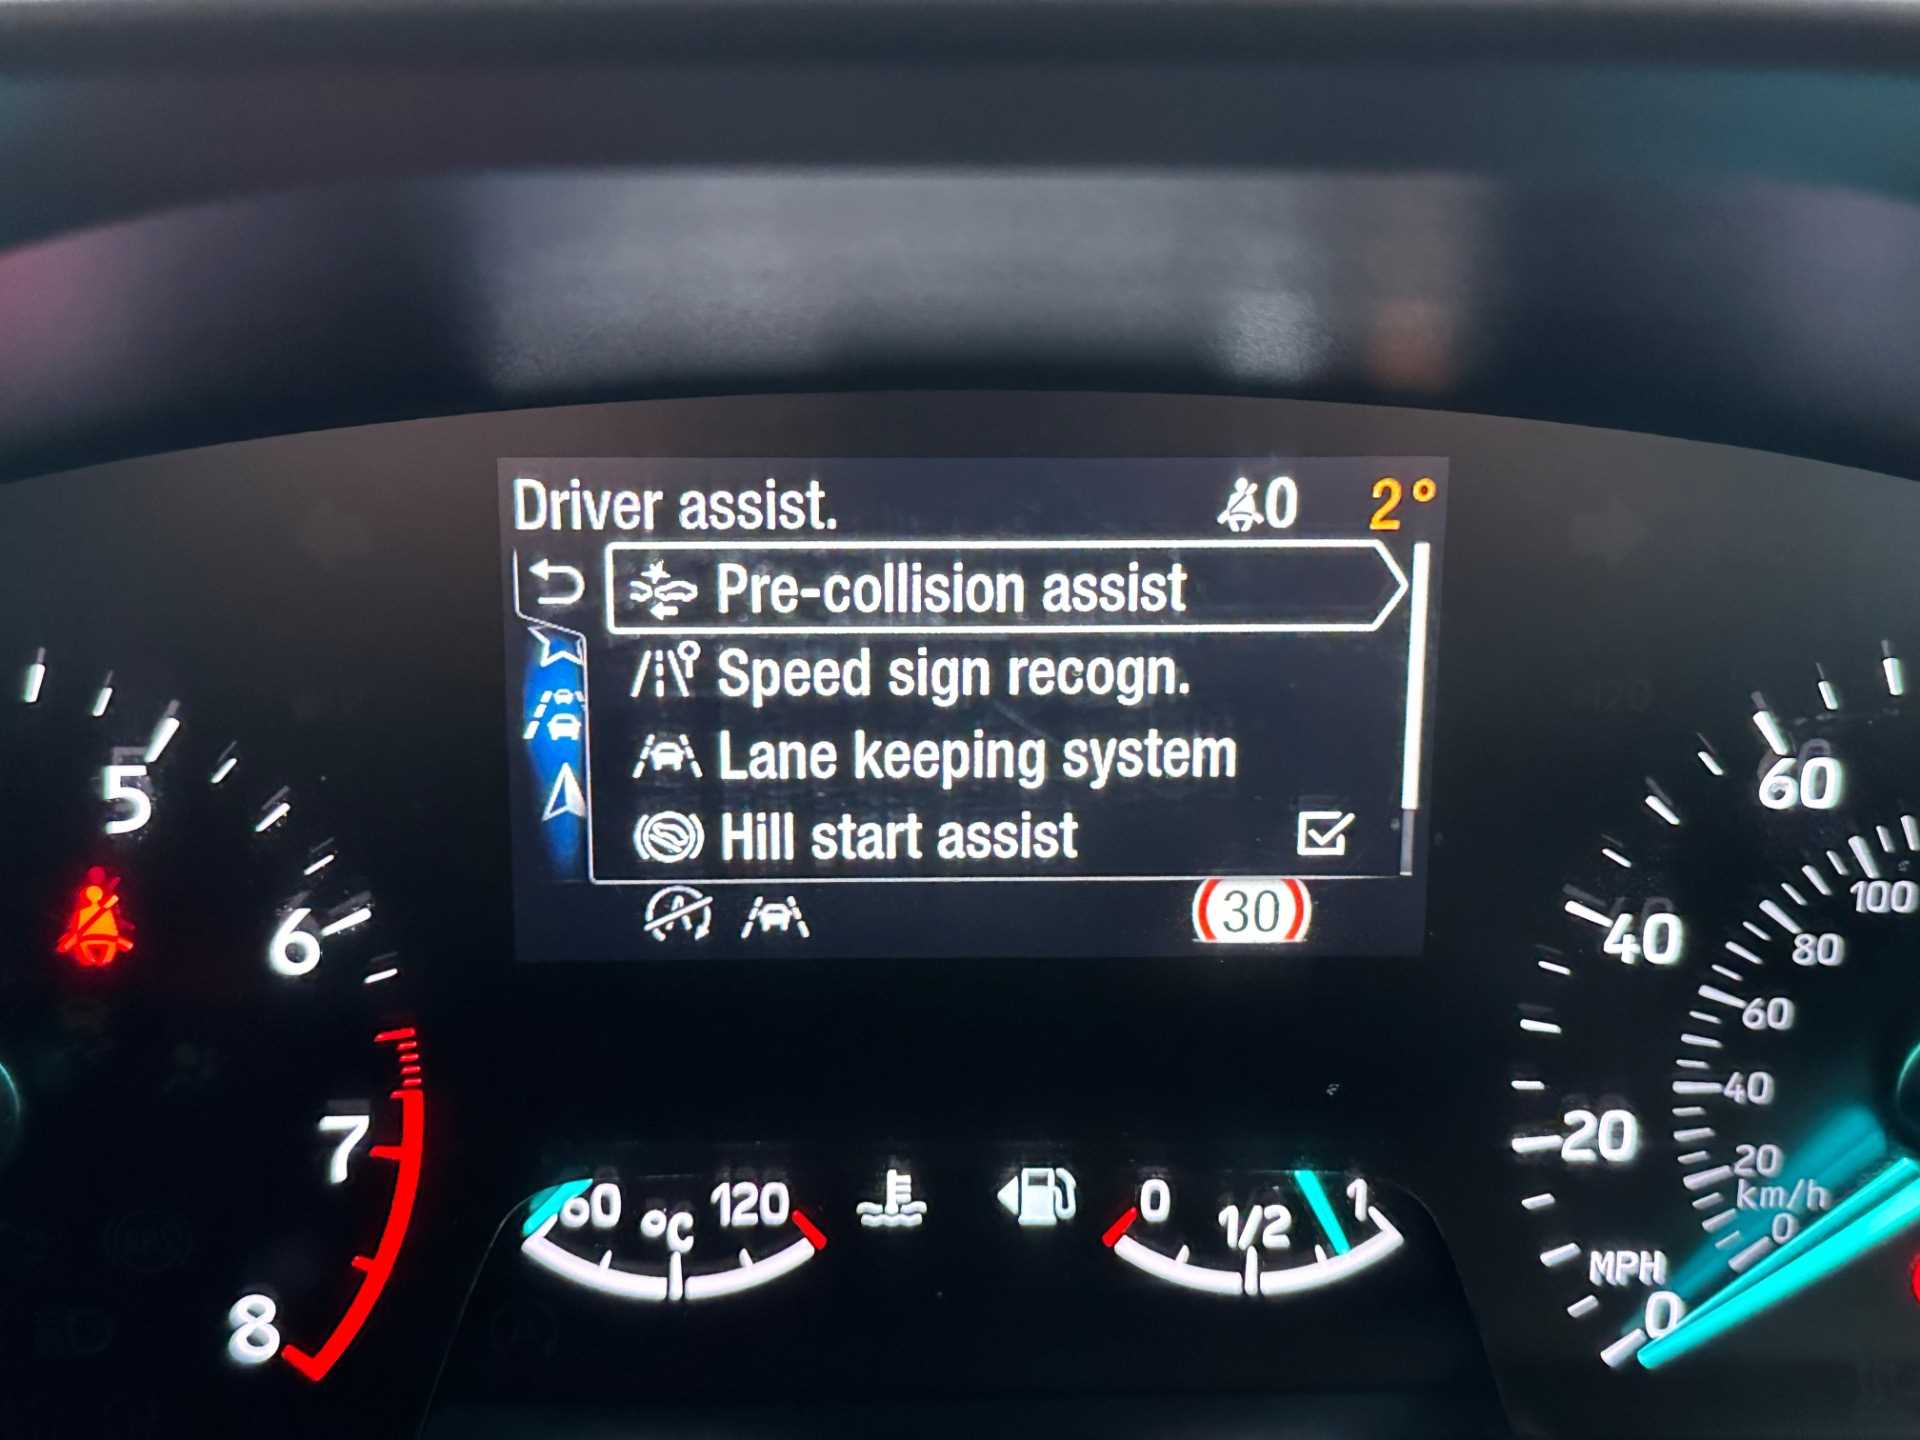 Driver assist.
0
2°
Pre-collision assist
Speed sign recogn.
Lane keeping system
Hill start assist
30
5
6
7
8
60
°C
120
0
1/2
1
60
40
20
MPH
0
100
80
60
40
20
km/h
0